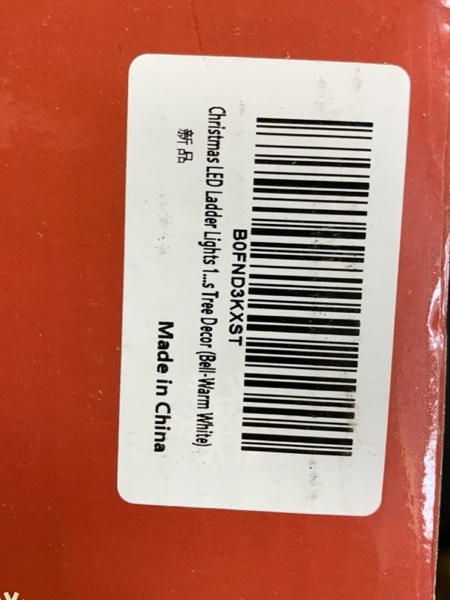 B0FND3KXST
Christmas LED Ladder Lights 1...s Tree Decor (Bell-Warm White)
新品
Made in China